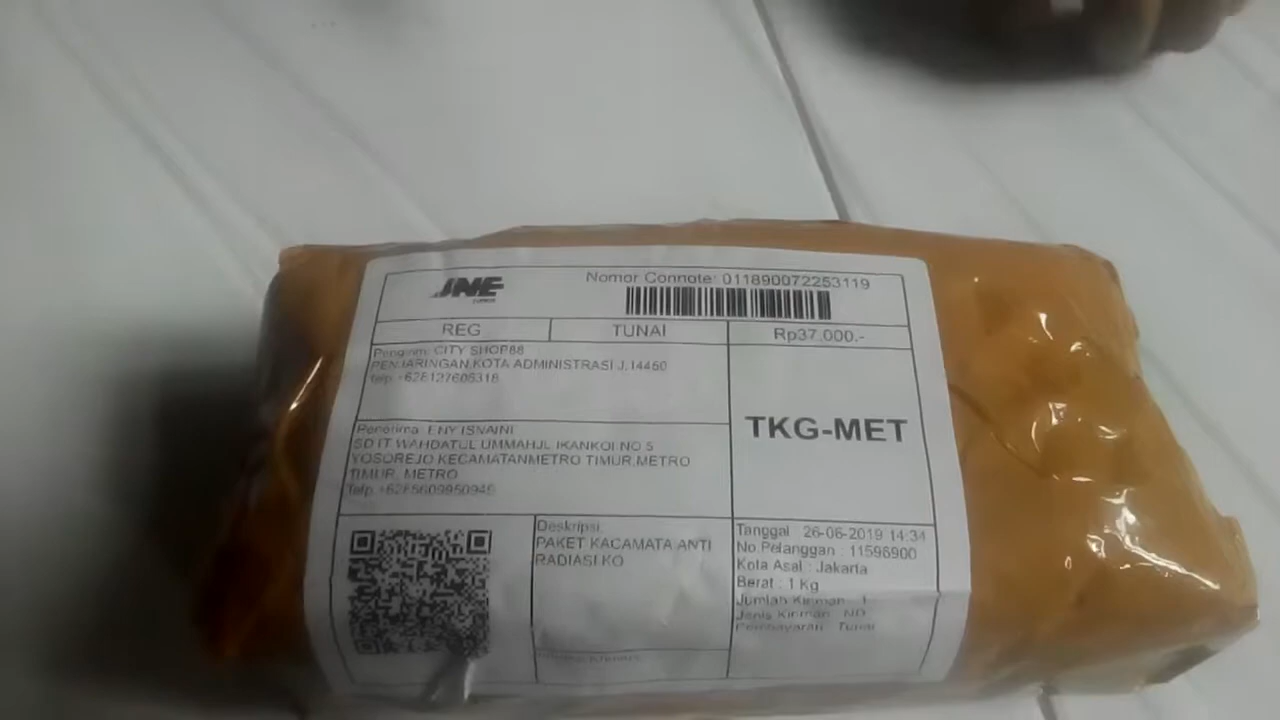 JNE
Nomor Connote: 011890072253119
REG
TUNAI
Rp37.000.-
Pengirim: CITY SHOP88
PENJARINGAN,KOTA ADMINISTRASI J,14450
Telp.
Penerima: ENY ISNAINI
SD IT WAHDATUL UMMAHJL IKANKOI NO 5
YOSOREJO KECAMATANMETRO TIMUR,METRO
TIMUR, METRO
Telp.
TKG-MET
Deskripsi:
PAKET KACAMATA ANTI
RADIASI KO
Tanggal : 26-06-2019 14:34
No.Pelanggan : 11598900
Kota Asal : Jakarta
Berat : 1 Kg
Jumlah Kiriman : 1
Jenis Kiriman : ND
Pembayaran : Tunai